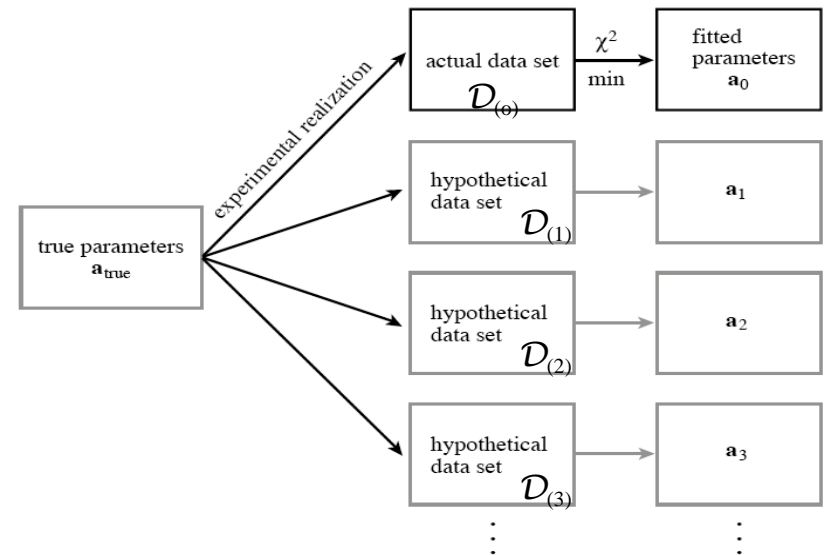 true parameters
a_true
experimental realization
actual data set
𝒟(o)
χ²
min
fitted
parameters
a₀
hypothetical
data set
𝒟(1)
a₁
hypothetical
data set
𝒟(2)
a₂
hypothetical
data set
𝒟(3)
a₃
⋮
⋮